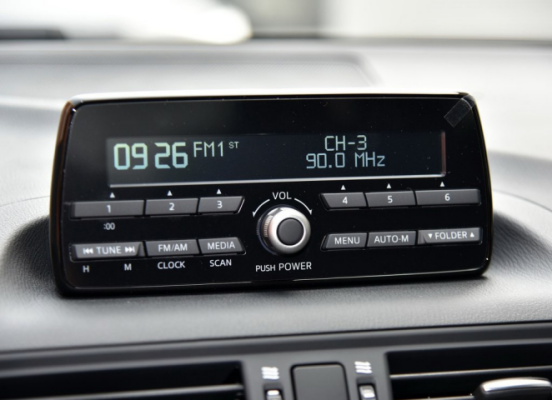 09 26 FM1 ST CH-3
90.0 MHz
1 2 3 VOL 4 5 6
:00
TUNE FM/AM MEDIA MENU AUTO-M FOLDER
H M CLOCK SCAN PUSH POWER